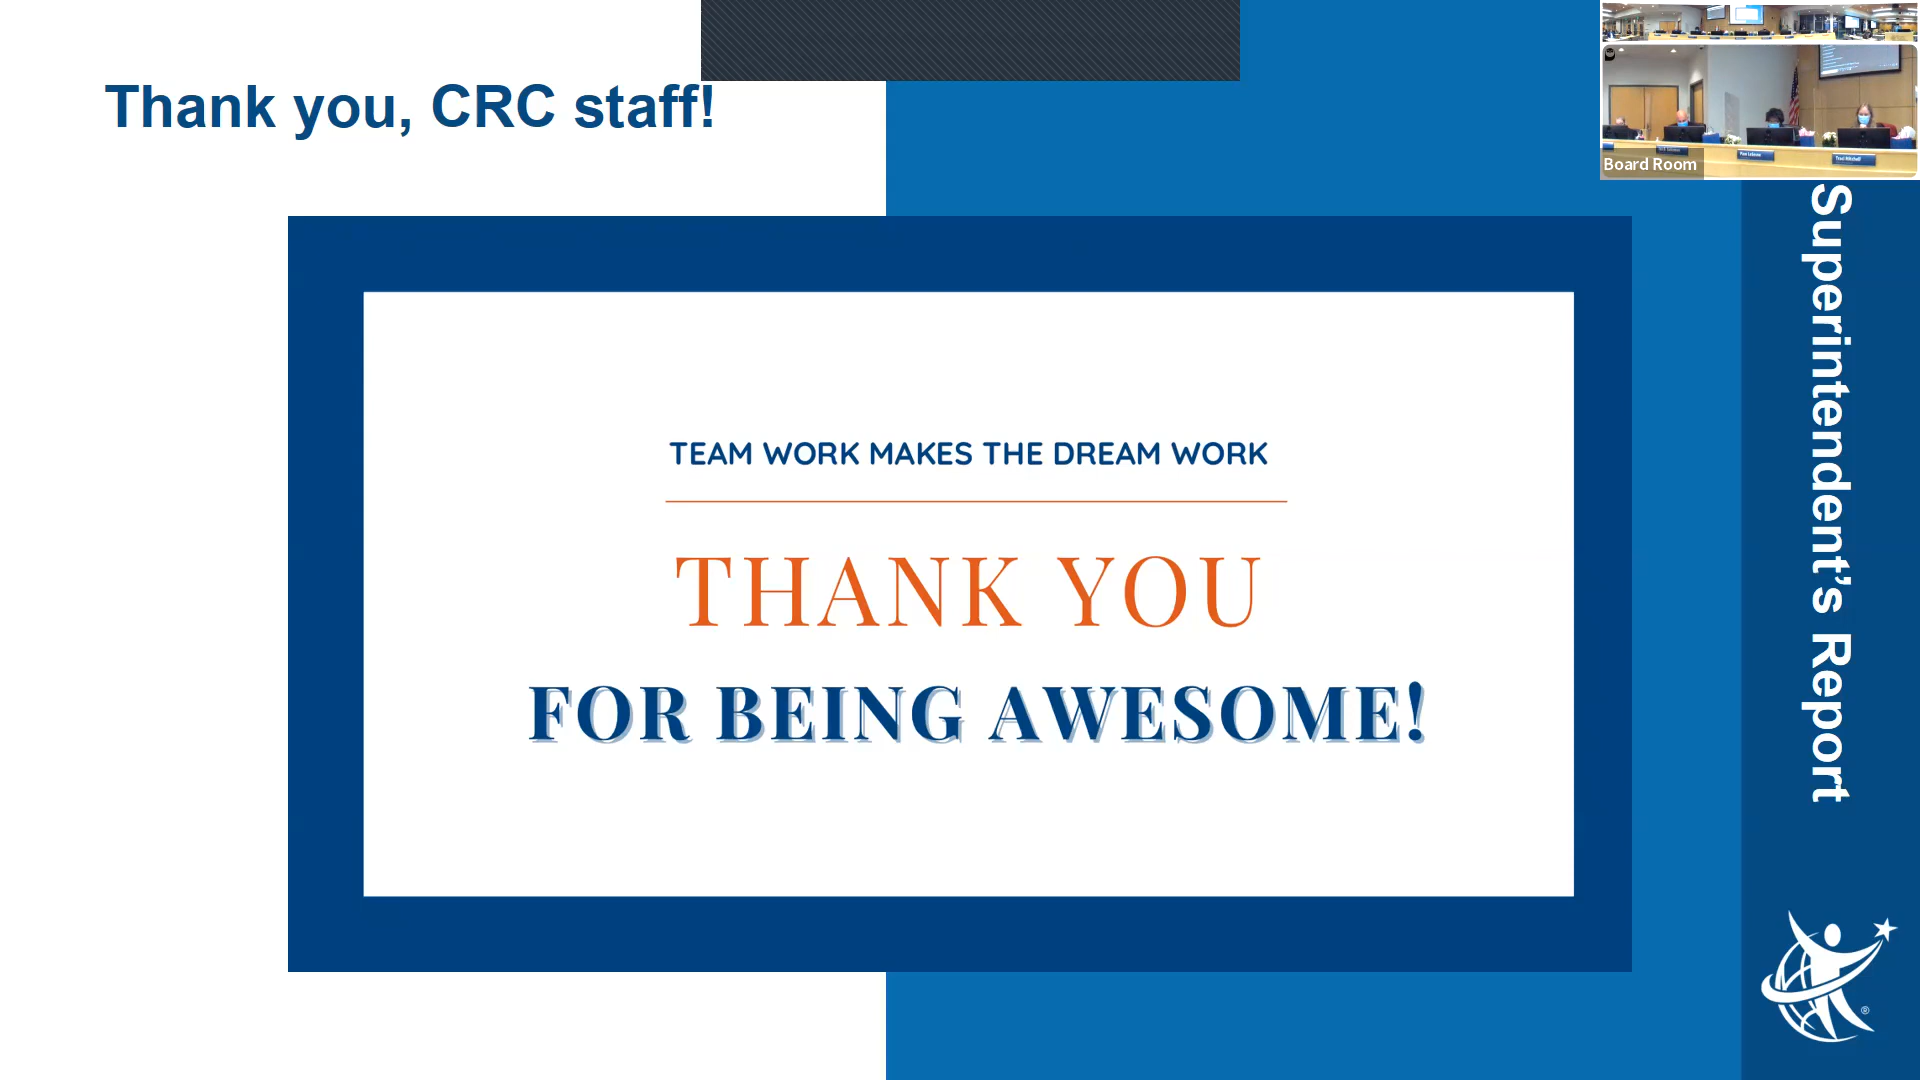 Thank you, CRC staff!
Board Room
TEAM WORK MAKES THE DREAM WORK
THANK YOU
FOR BEING AWESOME!
Superintendent’s Report
®